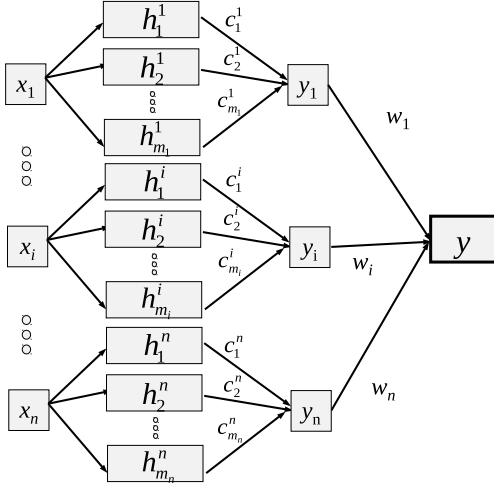 h_1^1 c_1^1
x_1 h_2^1 c_2^1 y_1
h_{m_1}^1 c_{m_1}^1 w_1
h_1^i c_1^i
x_i h_2^i c_2^i y_i w_i y
h_{m_i}^i c_{m_i}^i
h_1^n c_1^n
x_n h_2^n c_2^n y_n w_n
h_{m_n}^n c_{m_n}^n